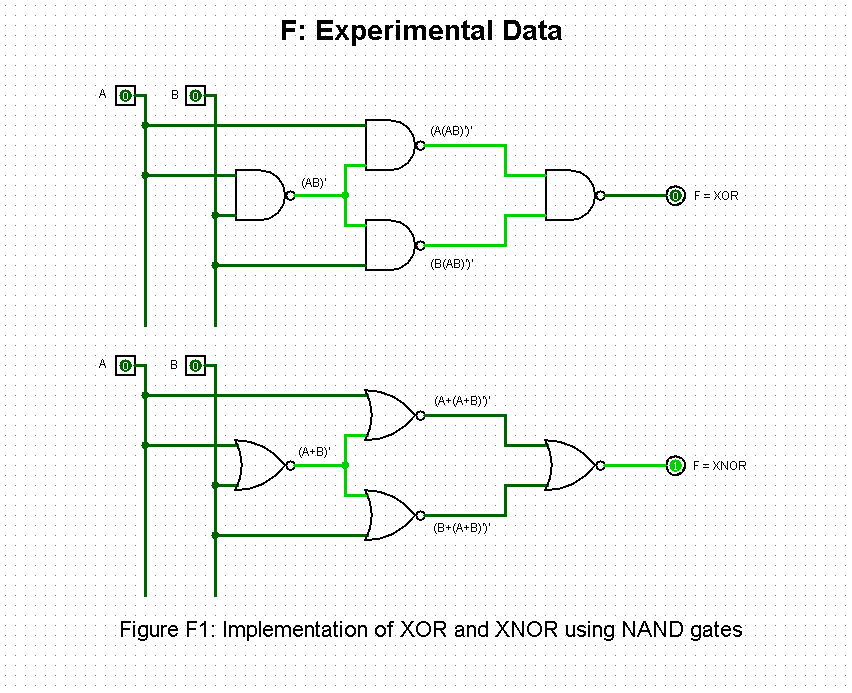 F: Experimental Data
A 0 B 0
(A(AB)')'
(AB)'
0 F = XOR
(B(AB)')'
A 0 B 0
(A+(A+B)')'
(A+B)'
1 F = XNOR
(B+(A+B)')'
Figure F1: Implementation of XOR and XNOR using NAND gates